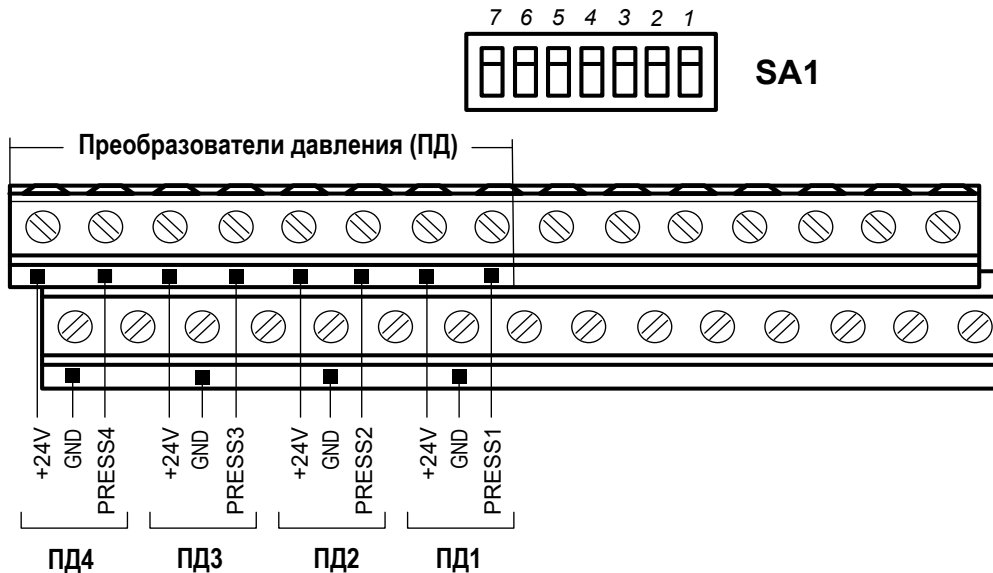 7 6 5 4 3 2 1
SA1
Преобразователи давления (ПД)
+24V GND PRESS4 +24V GND PRESS3 +24V GND PRESS2 +24V GND PRESS1
ПД4 ПД3 ПД2 ПД1